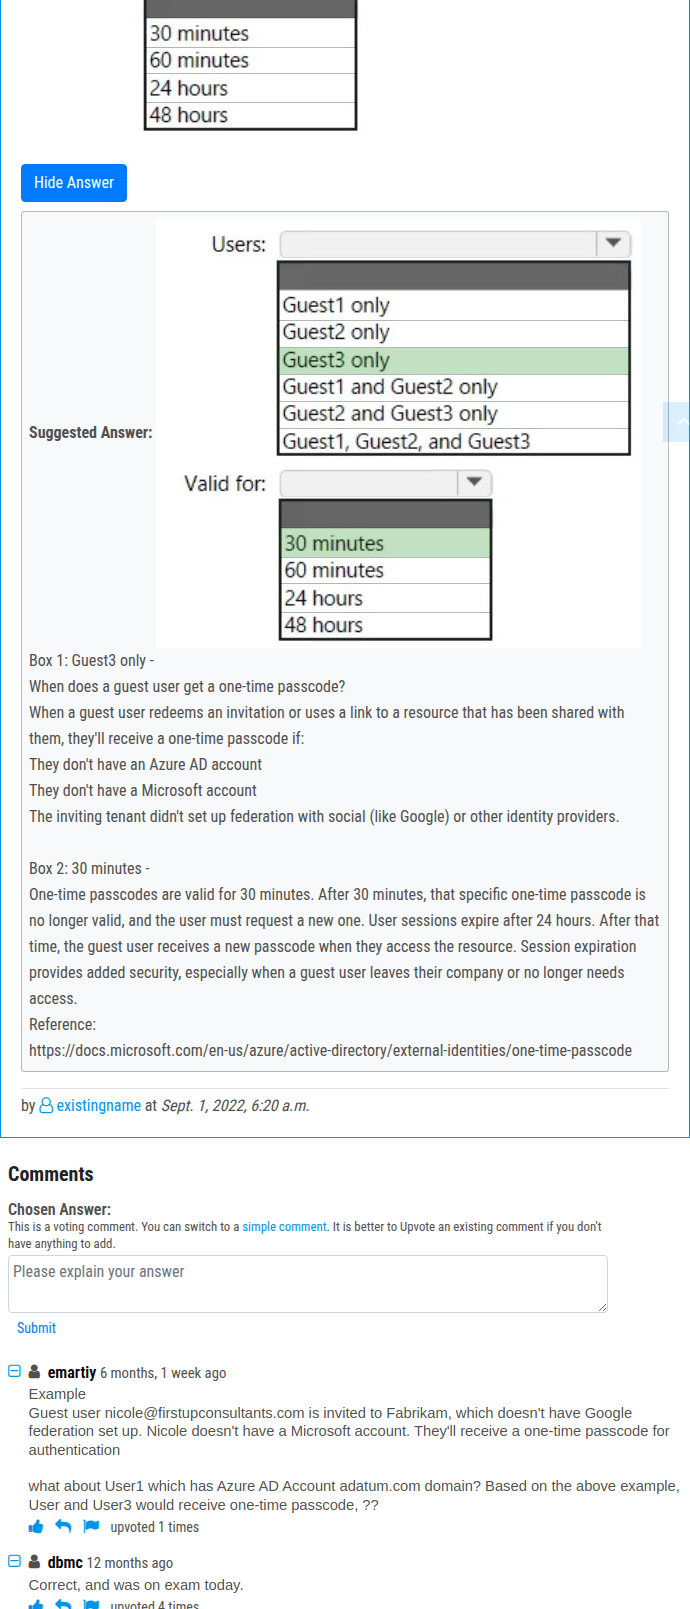 30 minutes
60 minutes
24 hours
48 hours
Hide Answer
Users:
Guest1 only
Guest2 only
Guest3 only
Guest1 and Guest2 only
Guest2 and Guest3 only
Guest1, Guest2, and Guest3
Suggested Answer:
Valid for:
30 minutes
60 minutes
24 hours
48 hours
Box 1: Guest3 only -
When does a guest user get a one-time passcode?
When a guest user redeems an invitation or uses a link to a resource that has been shared with
them, they'll receive a one-time passcode if:
They don't have an Azure AD account
They don't have a Microsoft account
The inviting tenant didn't set up federation with social (like Google) or other identity providers.
Box 2: 30 minutes -
One-time passcodes are valid for 30 minutes. After 30 minutes, that specific one-time passcode is
no longer valid, and the user must request a new one. User sessions expire after 24 hours. After that
time, the guest user receives a new passcode when they access the resource. Session expiration
provides added security, especially when a guest user leaves their company or no longer needs
access.
Reference:
https://docs.microsoft.com/en-us/azure/active-directory/external-identities/one-time-passcode
by existingname at Sept. 1, 2022, 6:20 a.m.
Comments
Chosen Answer:
This is a voting comment. You can switch to a simple comment. It is better to Upvote an existing comment if you don't
have anything to add.
Please explain your answer
Submit
emartiy 6 months, 1 week ago
Example
Guest user nicole@firstupconsultants.com is invited to Fabrikam, which doesn't have Google
federation set up. Nicole doesn't have a Microsoft account. They'll receive a one-time passcode for
authentication
what about User1 which has Azure AD Account adatum.com domain? Based on the above example,
User and User3 would receive one-time passcode, ??
upvoted 1 times
dbmc 12 months ago
Correct, and was on exam today.
upvoted 4 times